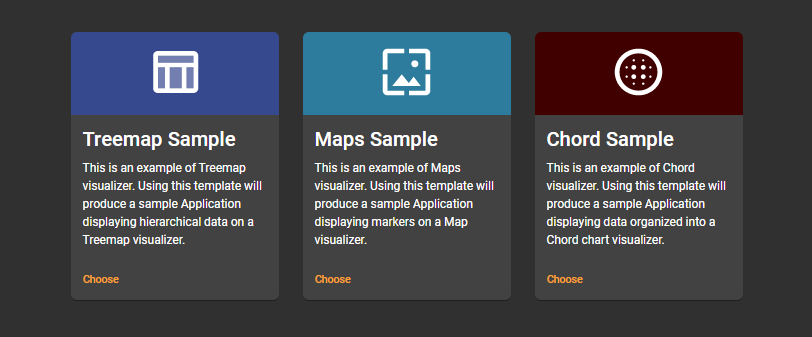 Treemap Sample
This is an example of Treemap
visualizer. Using this template will
produce a sample Application
displaying hierarchical data on a
Treemap visualizer.
Choose
Maps Sample
This is an example of Maps
visualizer. Using this template will
produce a sample Application
displaying markers on a Map
visualizer.
Choose
Chord Sample
This is an example of Chord
visualizer. Using this template will
produce a sample Application
displaying data organized into a
Chord chart visualizer.
Choose